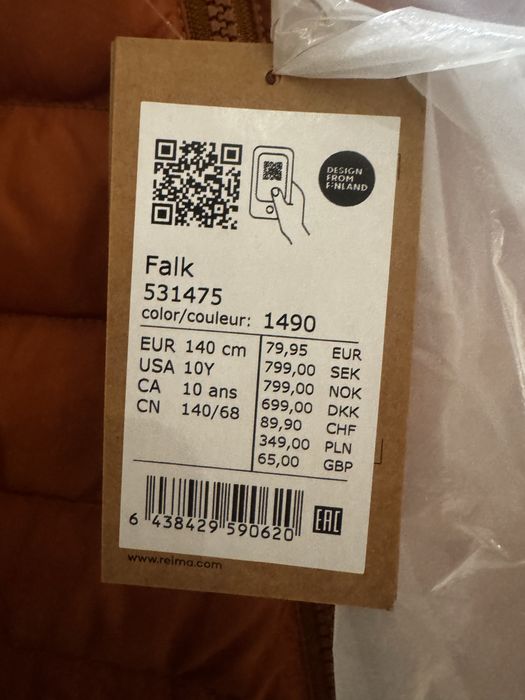 DESIGN
FROM
FINLAND
Falk
531475
color/couleur: 1490
EUR 140 cm
USA 10Y
CA 10 ans
CN 140/68
79,95 EUR
799,00 SEK
799,00 NOK
699,00 DKK
89,90 CHF
349,00 PLN
65,00 GBP
6 438429 590620
EAC
www.reima.com